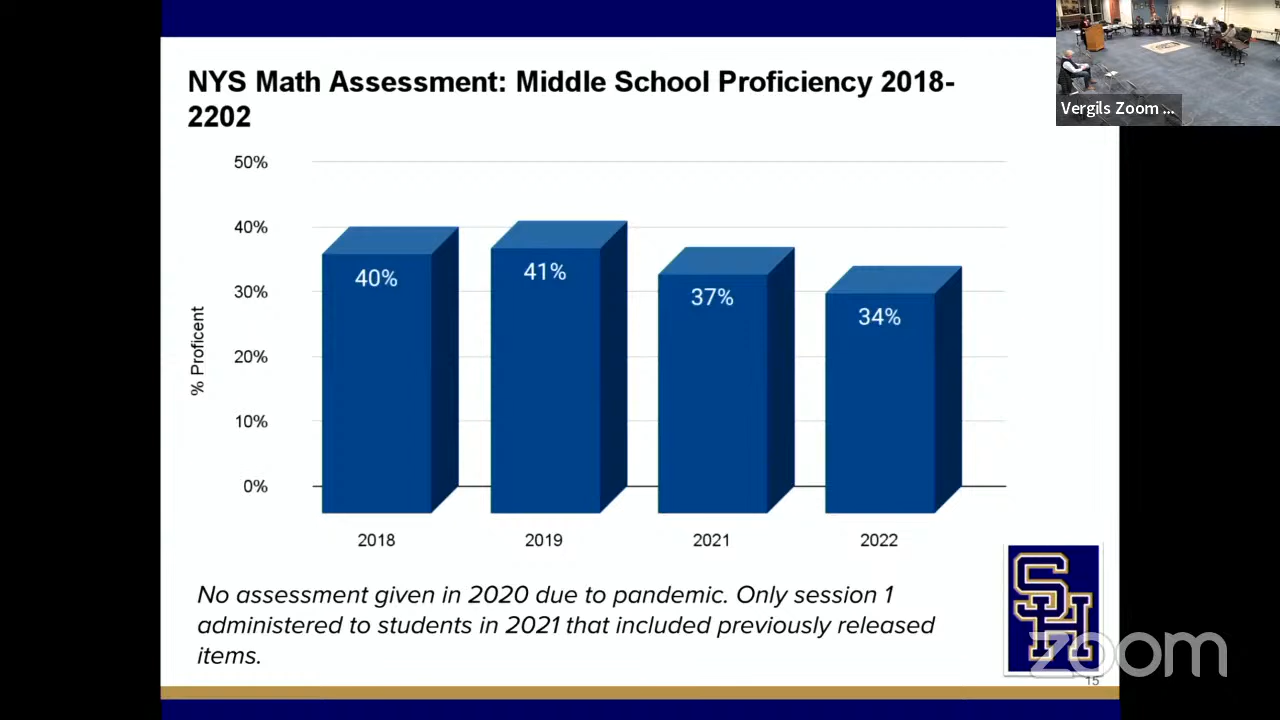 NYS Math Assessment: Middle School Proficiency 2018-
2202
Vergils Zoom ...
50%
40%
30%
20%
10%
0%
% Proficent
40%
41%
37%
34%
2018
2019
2021
2022
No assessment given in 2020 due to pandemic. Only session 1
administered to students in 2021 that included previously released
items.
SH
zoom
15